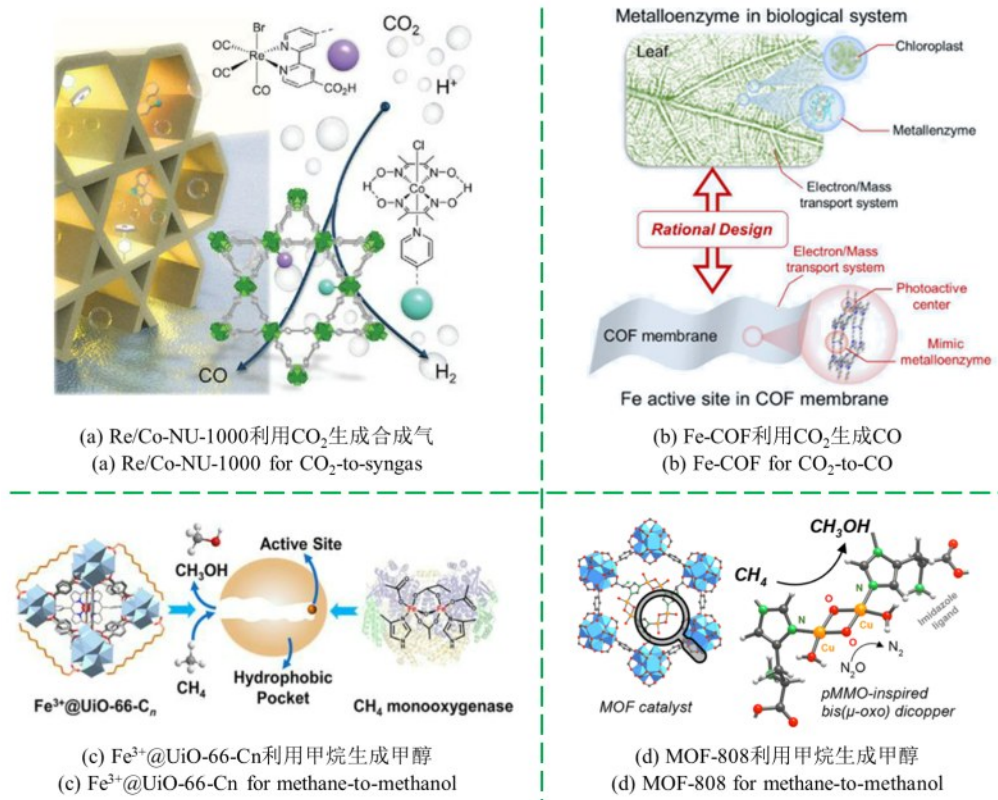 Br
CO₂
OC
Re
N
N
OC
CO
CO₂H
H⁺
Cl
O–N
N–O
H
Co
H
O–N
N–O
N
CO
H₂
(a) Re/Co-NU-1000利用CO₂生成合成气
(a) Re/Co-NU-1000 for CO₂-to-syngas
Metalloenzyme in biological system
Leaf
Chloroplast
Metallenzyme
Electron/Mass
transport system
Rational Design
Electron/Mass
transport system
Photoactive
center
COF membrane
Mimic
metalloenzyme
Fe active site in COF membrane
(b) Fe-COF利用CO₂生成CO
(b) Fe-COF for CO₂-to-CO
Active Site
CH₃OH
CH₄
Hydrophobic
Pocket
Fe³⁺@UiO-66-Cₙ
CH₄ monooxygenase
(c) Fe³⁺@UiO-66-Cn利用甲烷生成甲醇
(c) Fe³⁺@UiO-66-Cn for methane-to-methanol
CH₃OH
CH₄
N
O
Cu
Imidazole
ligand
N
Cu
O
N₂
N₂O
MOF catalyst
pMMO-inspired
bis(μ-oxo) dicopper
(d) MOF-808利用甲烷生成甲醇
(d) MOF-808 for methane-to-methanol